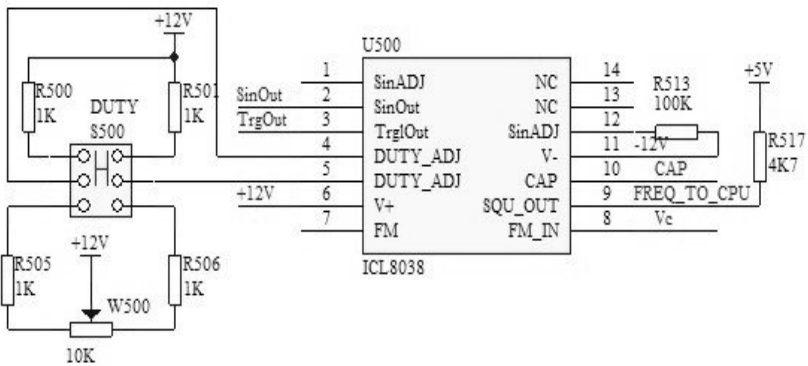 +12V
U500
R500
1K
R501
1K
DUTY
S500
SinOut
TrgOut
+12V
1
2
3
4
5
6
7
SinADJ
SinOut
TrglOut
DUTY_ADJ
DUTY_ADJ
V+
FM
NC
NC
SinADJ
V-
CAP
SQU_OUT
FM_IN
14
13
12
11
10
9
8
R513
100K
-12V
CAP
FREQ_TO_CPU
Vc
+5V
R517
4K7
ICL8038
+12V
R505
1K
R506
1K
W500
10K